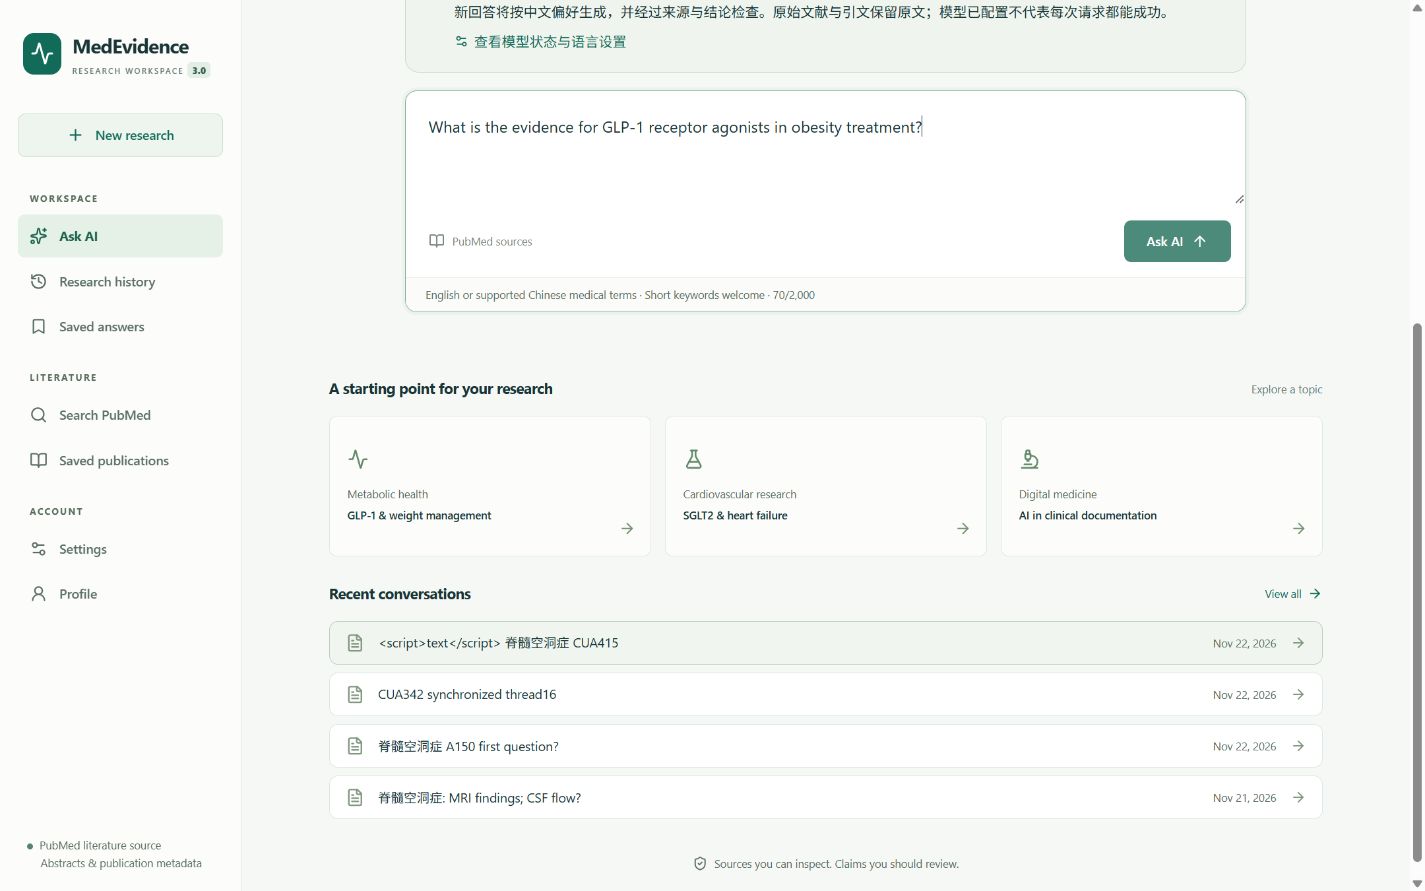 MedEvidence
RESEARCH WORKSPACE 3.0
New research
WORKSPACE
Ask AI
Research history
Saved answers
LITERATURE
Search PubMed
Saved publications
ACCOUNT
Settings
Profile
PubMed literature source
Abstracts & publication metadata
新回答将按中文偏好生成，并经过来源与结论检查。原始文献与引文保留原文；模型已配置不代表每次请求都能成功。
查看模型状态与语言设置
What is the evidence for GLP-1 receptor agonists in obesity treatment?
PubMed sources
Ask AI
English or supported Chinese medical terms · Short keywords welcome · 70/2,000
A starting point for your research
Explore a topic
Metabolic health
GLP-1 & weight management
Cardiovascular research
SGLT2 & heart failure
Digital medicine
AI in clinical documentation
Recent conversations
View all
<script>text</script> 脊髓空洞症 CUA415
Nov 22, 2026
CUA342 synchronized thread16
Nov 22, 2026
脊髓空洞症 A150 first question?
Nov 22, 2026
脊髓空洞症: MRI findings; CSF flow?
Nov 21, 2026
Sources you can inspect. Claims you should review.